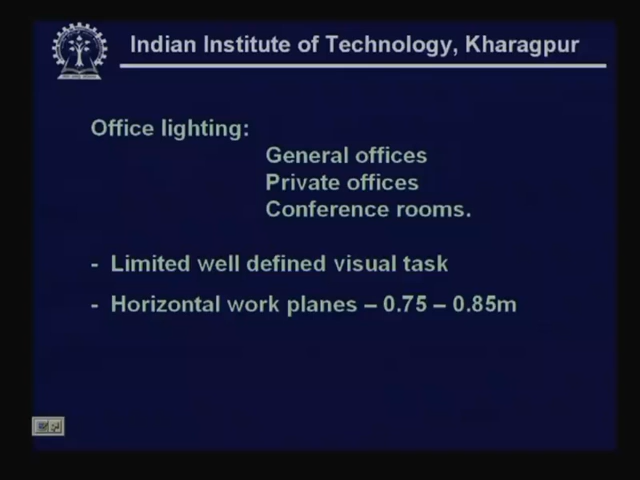 Indian Institute of Technology, Kharagpur
Office lighting:
General offices
Private offices
Conference rooms.
- Limited well defined visual task
- Horizontal work planes – 0.75 – 0.85m